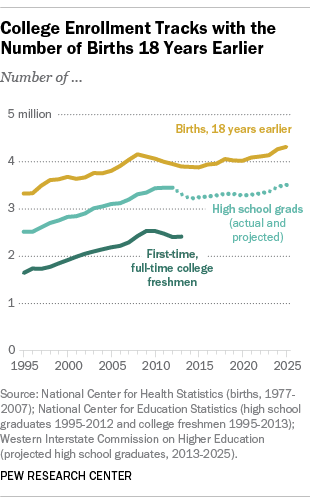 College Enrollment Tracks with the
Number of Births 18 Years Earlier
Number of ...
5 million
Births, 18 years earlier
4
3
High school grads
(actual and
projected)
2
First-time,
full-time college
freshmen
1
0
1995 2000 2005 2010 2015 2020 2025
Source: National Center for Health Statistics (births, 1977-
2007); National Center for Education Statistics (high school
graduates 1995-2012 and college freshmen 1995-2013);
Western Interstate Commission on Higher Education
(projected high school graduates, 2013-2025).
PEW RESEARCH CENTER